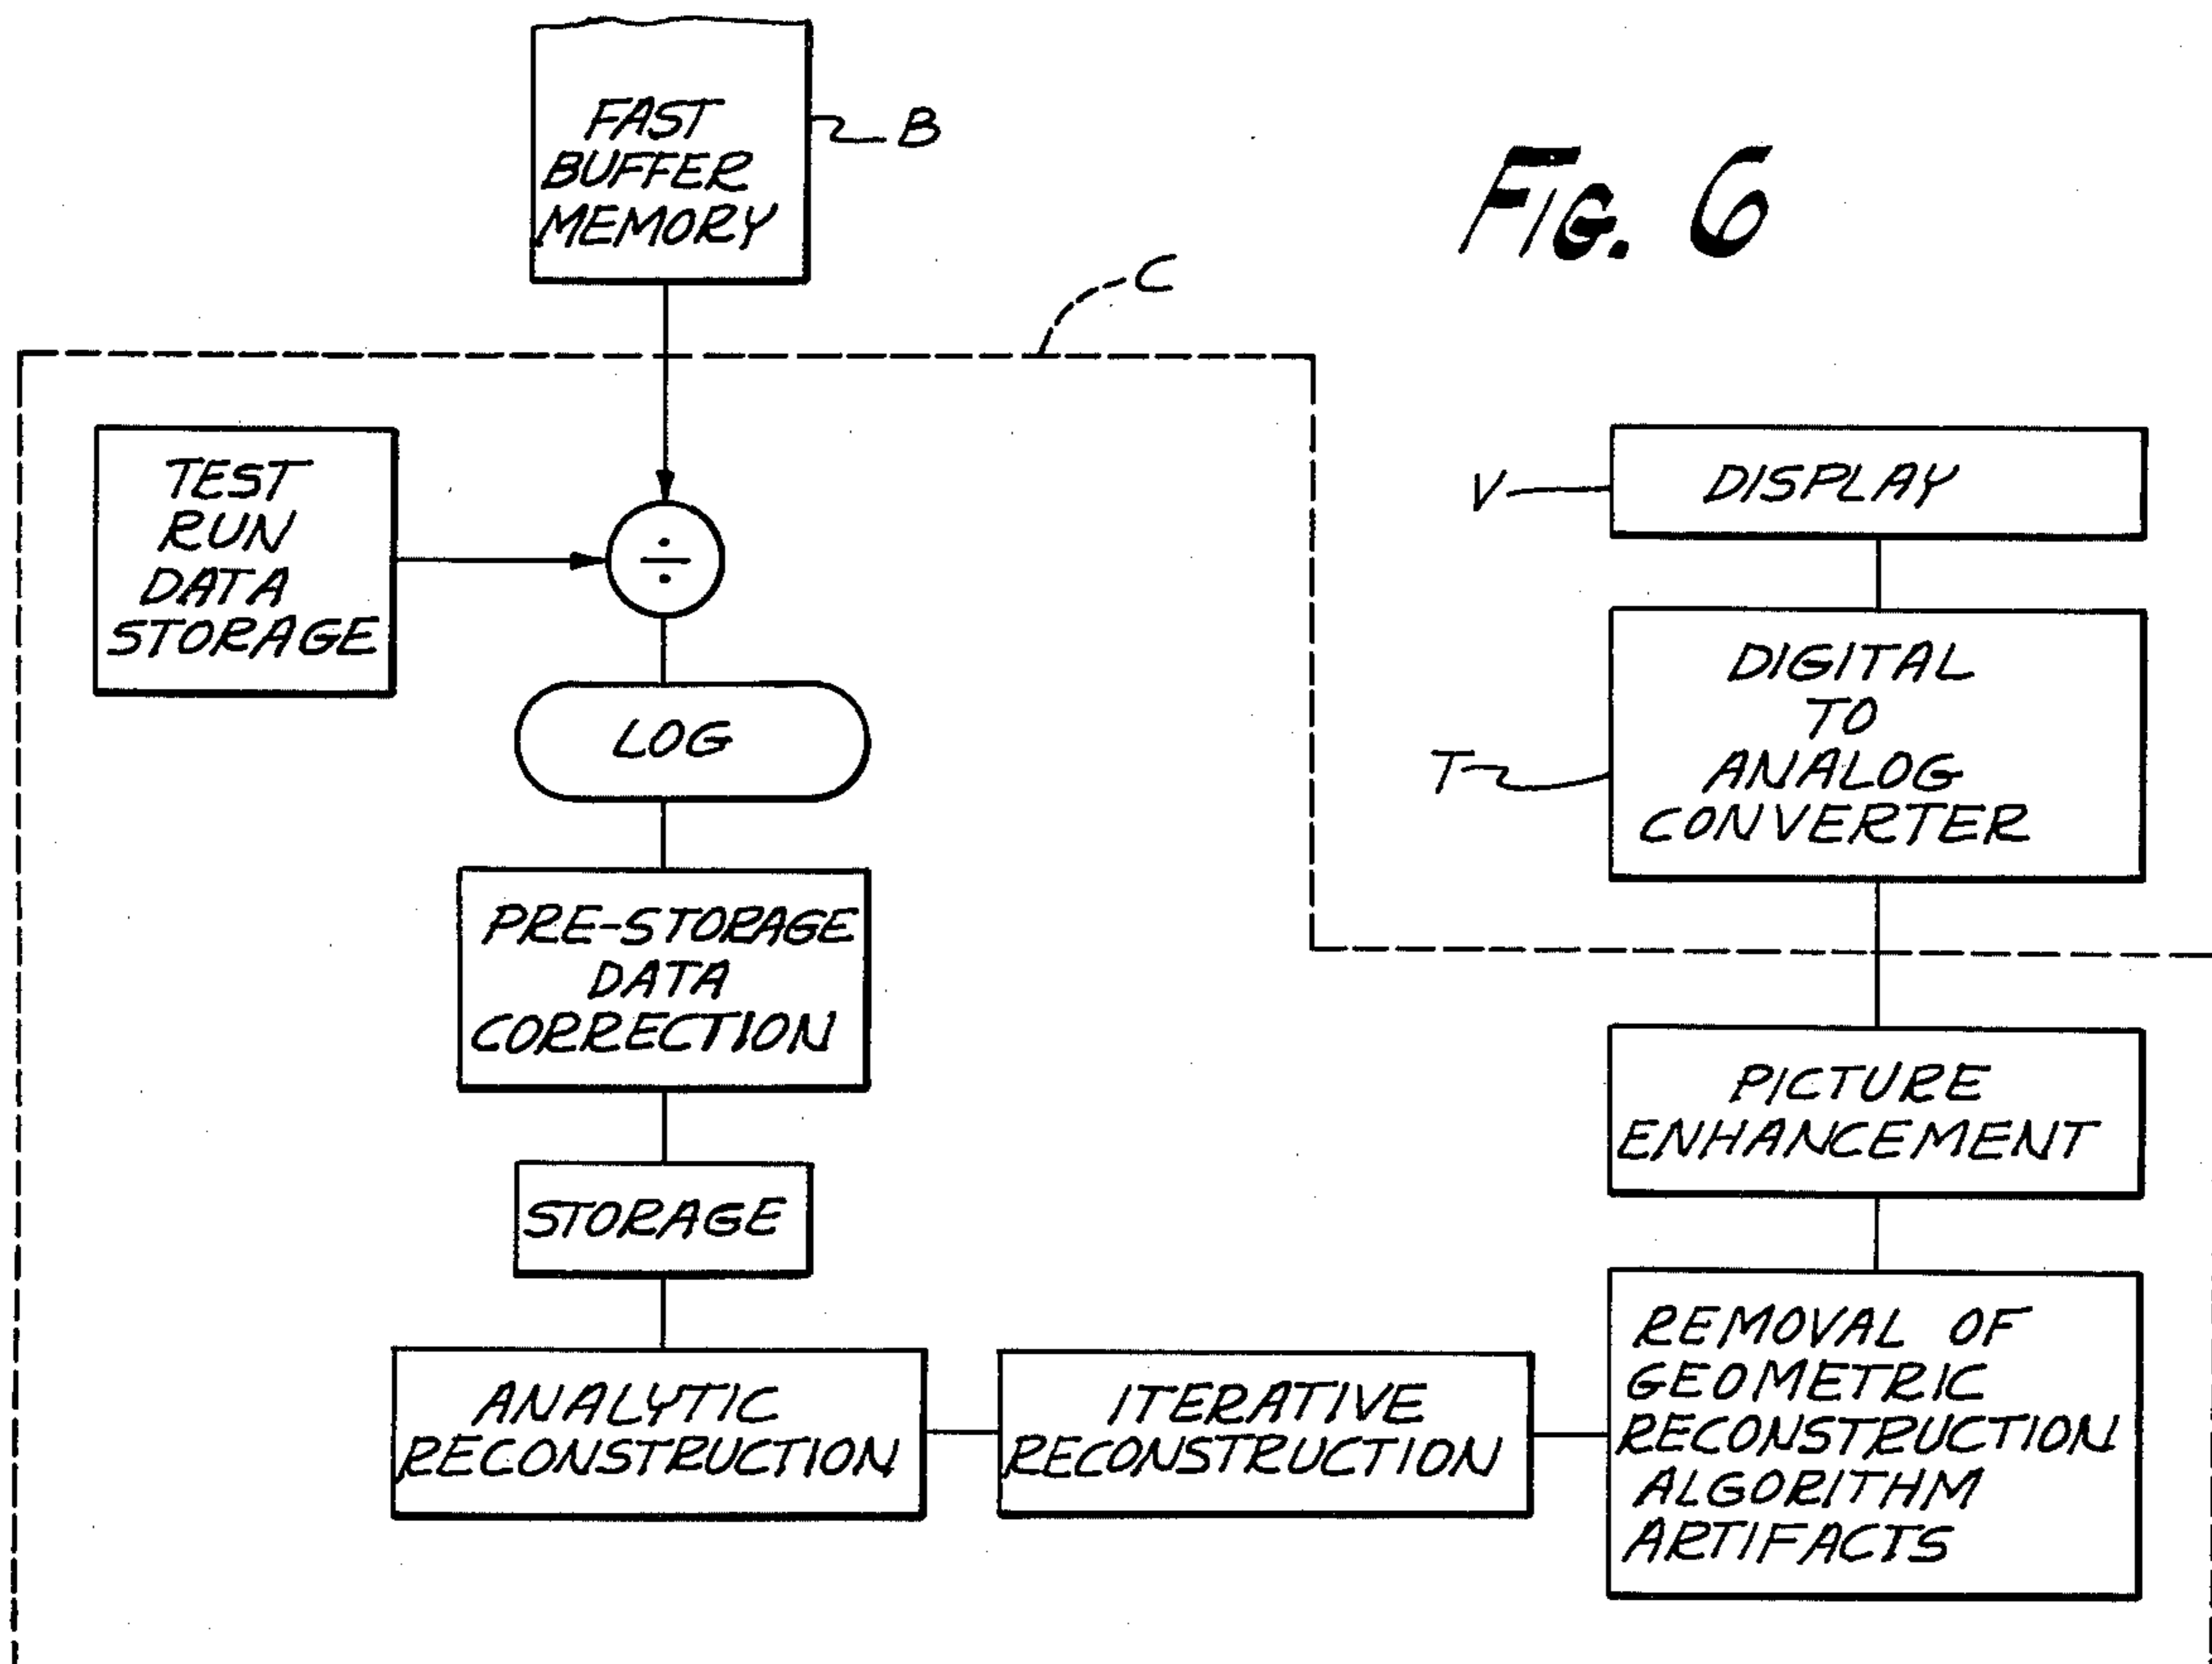 FAST
BUFFER
MEMORY
B
FIG. 6
C
TEST
RUN
DATA
STORAGE
÷
LOG
PRE-STORAGE
DATA
CORRECTION
STORAGE
ANALYTIC
RECONSTRUCTION
ITERATIVE
RECONSTRUCTION
REMOVAL OF
GEOMETRIC
RECONSTRUCTION
ALGORITHM
ARTIFACTS
PICTURE
ENHANCEMENT
T
DIGITAL
TO
ANALOG
CONVERTER
V
DISPLAY